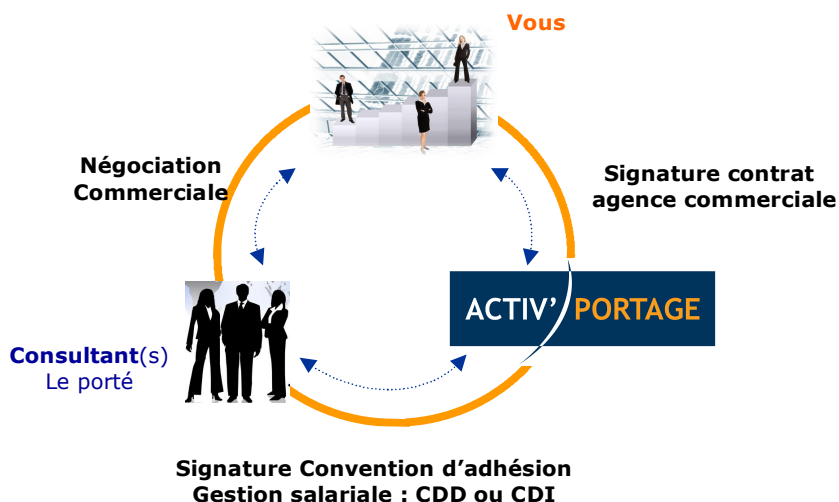 Vous
Négociation
Commerciale
Signature contrat
agence commerciale
ACTIV' PORTAGE
Consultant(s)
Le porté
Signature Convention d’adhésion
Gestion salariale : CDD ou CDI